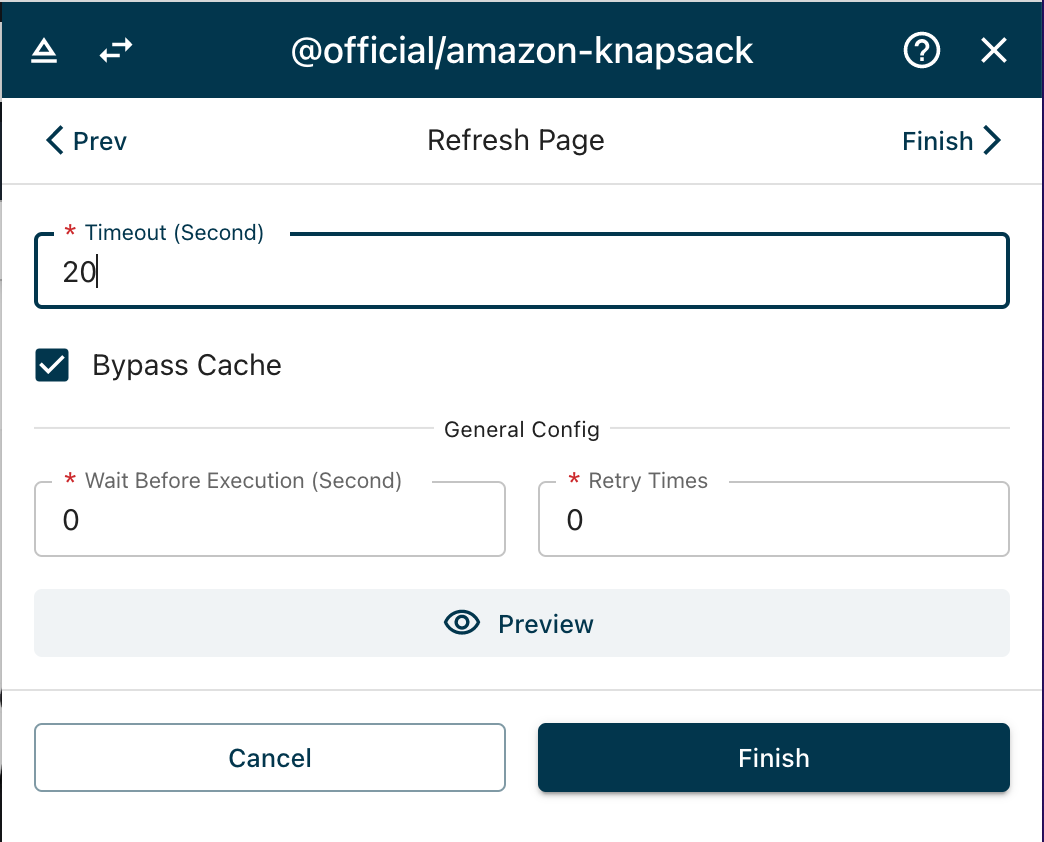 @official/amazon-knapsack
Prev
Refresh Page
Finish
* Timeout (Second)
20
Bypass Cache
General Config
* Wait Before Execution (Second)
* Retry Times
0
0
Preview
Cancel
Finish